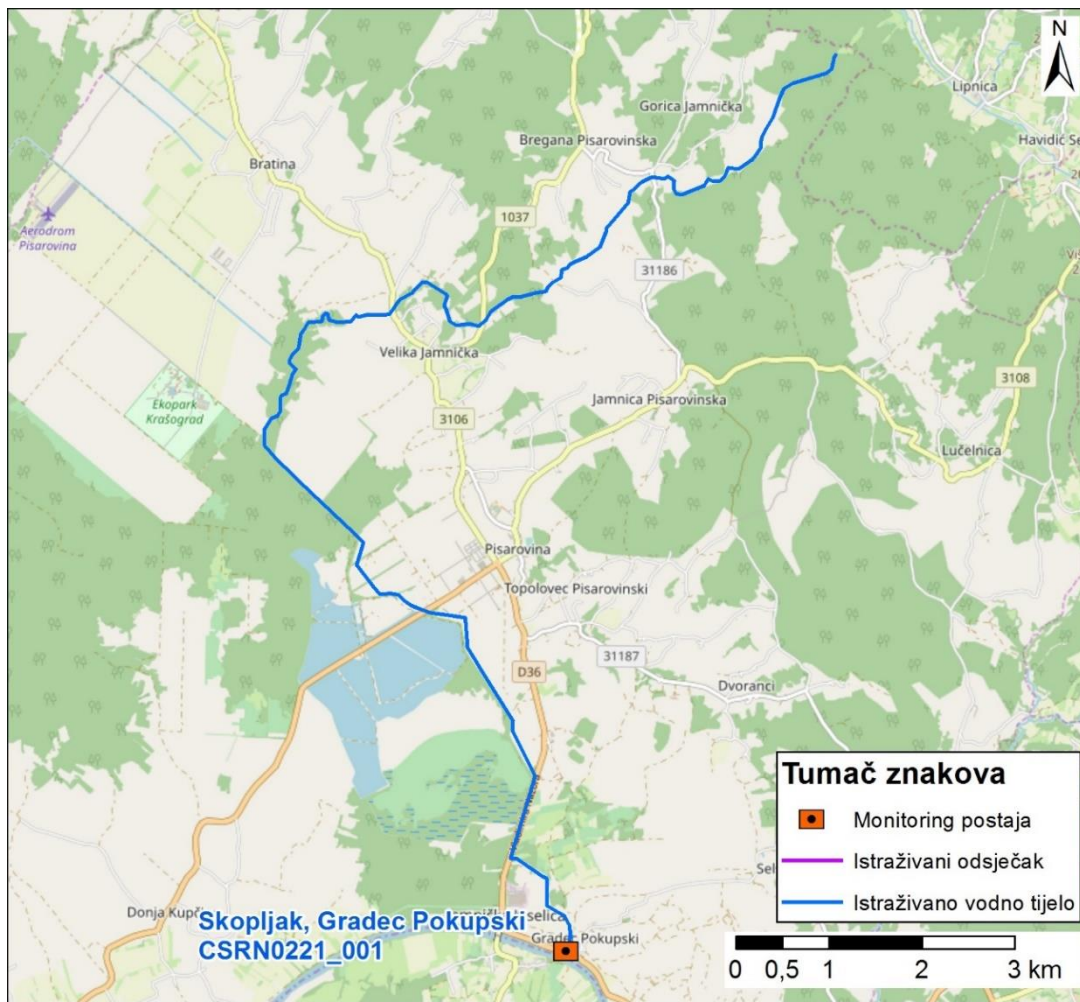 N
Lipnica
Gorica Jamnička
Havidić Se
Bregana Pisarovinska
Bratina
1037
Aerodrom
Pisarovina
31186
Velika Jamnička
Jamnica Pisarovinska
3108
Ekopark
Krašograd
3106
Lučelnica
Pisarovina
Topolovec Pisarovinski
31187
D36
Dvoranci
Tumač znakova
Monitoring postaja
Istraživani odsječak
Istraživano vodno tijelo
Donja Kupči
selica
Skopljak, Gradec Pokupski
CSRN0221_001
Gradec Pokupski
0 0,5 1 2 3 km